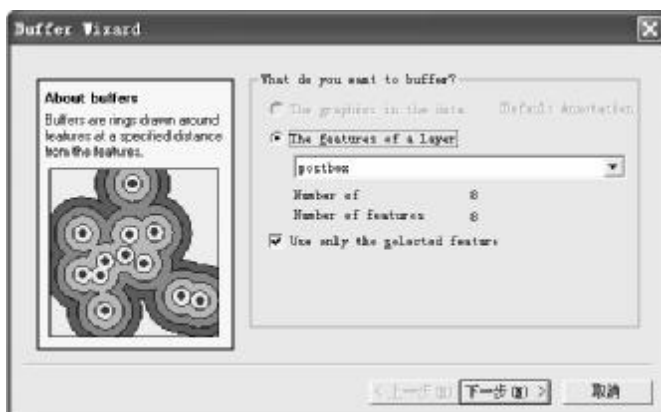 Buffer Wizard
About buffers
Buffers are rings drawn around
features at a specified distance
from the features.
What do you want to buffer?
The graphics in the data
Default Annotation
The features of a layer
postbox
Number of 8
Number of features 8
Use only the selected feature
< 上一步(B)
下一步(N) >
取消